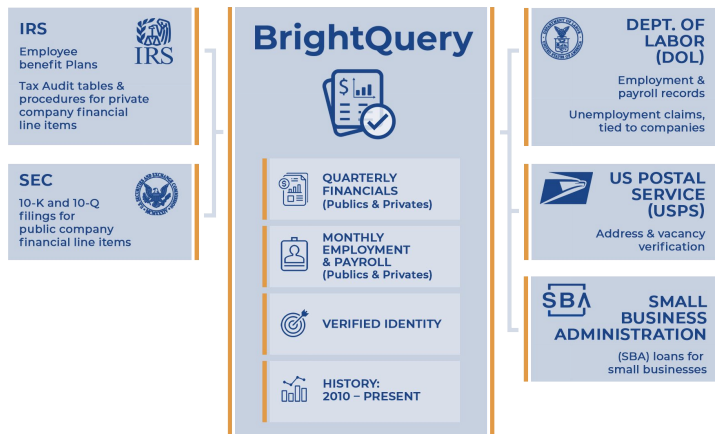 IRS
Employee
benefit Plans
Tax Audit tables &
procedures for private
company financial
line items
IRS
SEC
10-K and 10-Q
filings for
public company
financial line items
BrightQuery
$
$
QUARTERLY
FINANCIALS
(Publics & Privates)
MONTHLY
EMPLOYMENT
& PAYROLL
(Publics & Privates)
VERIFIED IDENTITY
HISTORY:
2010 – PRESENT
DEPT. OF
LABOR
(DOL)
Employment &
payroll records
Unemployment claims,
tied to companies
US POSTAL
SERVICE
(USPS)
Address & vacancy
verification
SBA
SMALL
BUSINESS
ADMINISTRATION
(SBA) loans for
small businesses